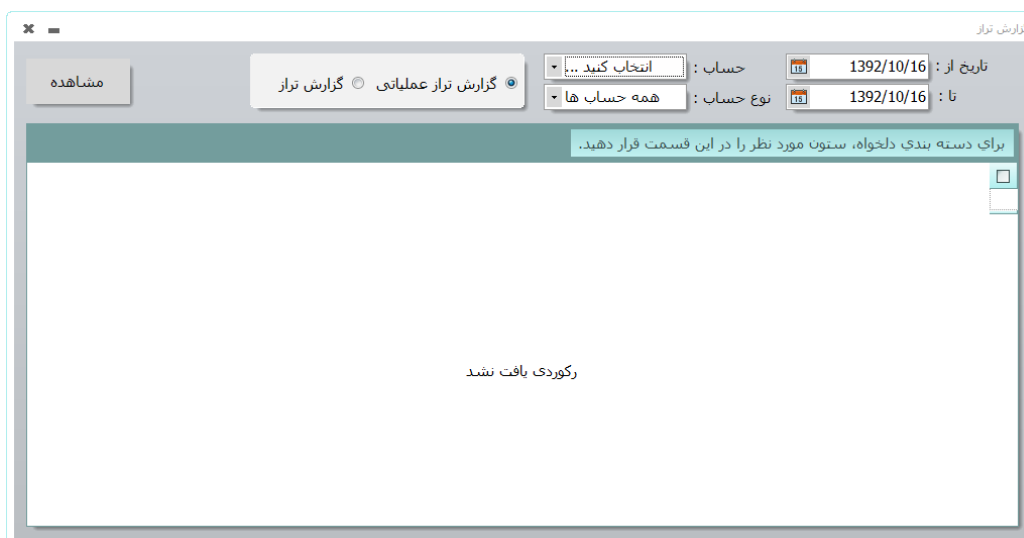 گزارش تراز
تاریخ از : 1392/10/16 حساب : انتخاب کنید ... گزارش تراز عملیاتی گزارش تراز مشاهده
تا : 1392/10/16 نوع حساب : همه حساب ها
براي دسته بندي دلخواه، ستون مورد نظر را در اين قسمت قرار دهيد.
رکوردی یافت نشد